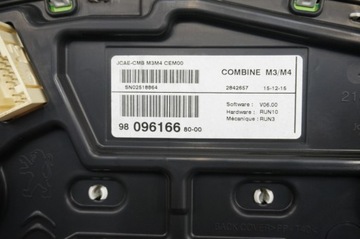 JCAE-CMB M3M4 CEM00
COMBINE M3/M4
SN02518864
2842657 15-12-15
Software : V06.00
Hardware : RUN10
Mécanique : RUN3
98 096166 80-00